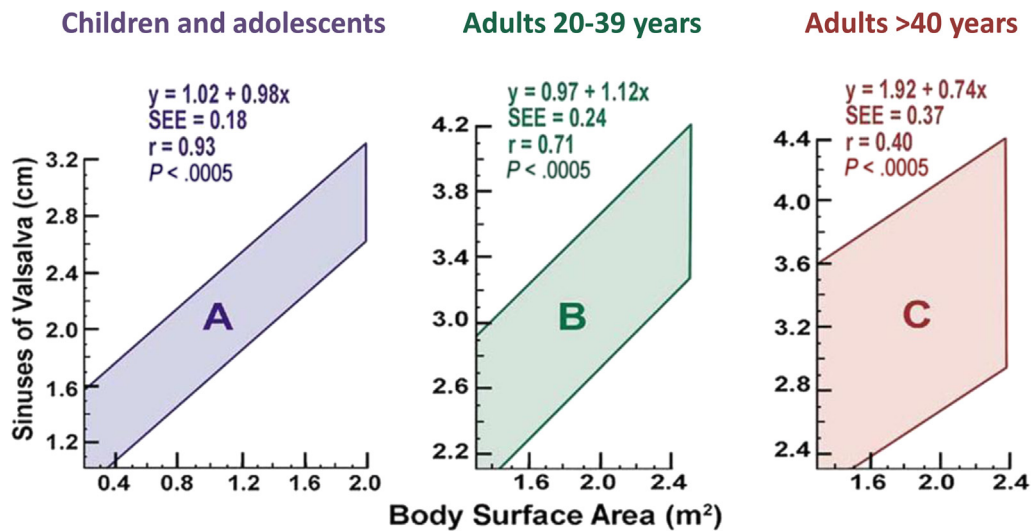 Children and adolescents
Adults 20-39 years
Adults >40 years
Sinuses of Valsalva (cm)
y = 1.02 + 0.98x
SEE = 0.18
r = 0.93
P < .0005
3.2
2.8
2.4
2.0
1.6
1.2
A
0.4
0.8
1.2
1.6
2.0
y = 0.97 + 1.12x
SEE = 0.24
r = 0.71
P < .0005
4.2
3.8
3.4
3.0
2.6
2.2
B
1.6
2.0
2.4
y = 1.92 + 0.74x
SEE = 0.37
r = 0.40
P < .0005
4.4
4.0
3.6
3.2
2.8
2.4
C
1.6
2.0
2.4
Body Surface Area (m²)